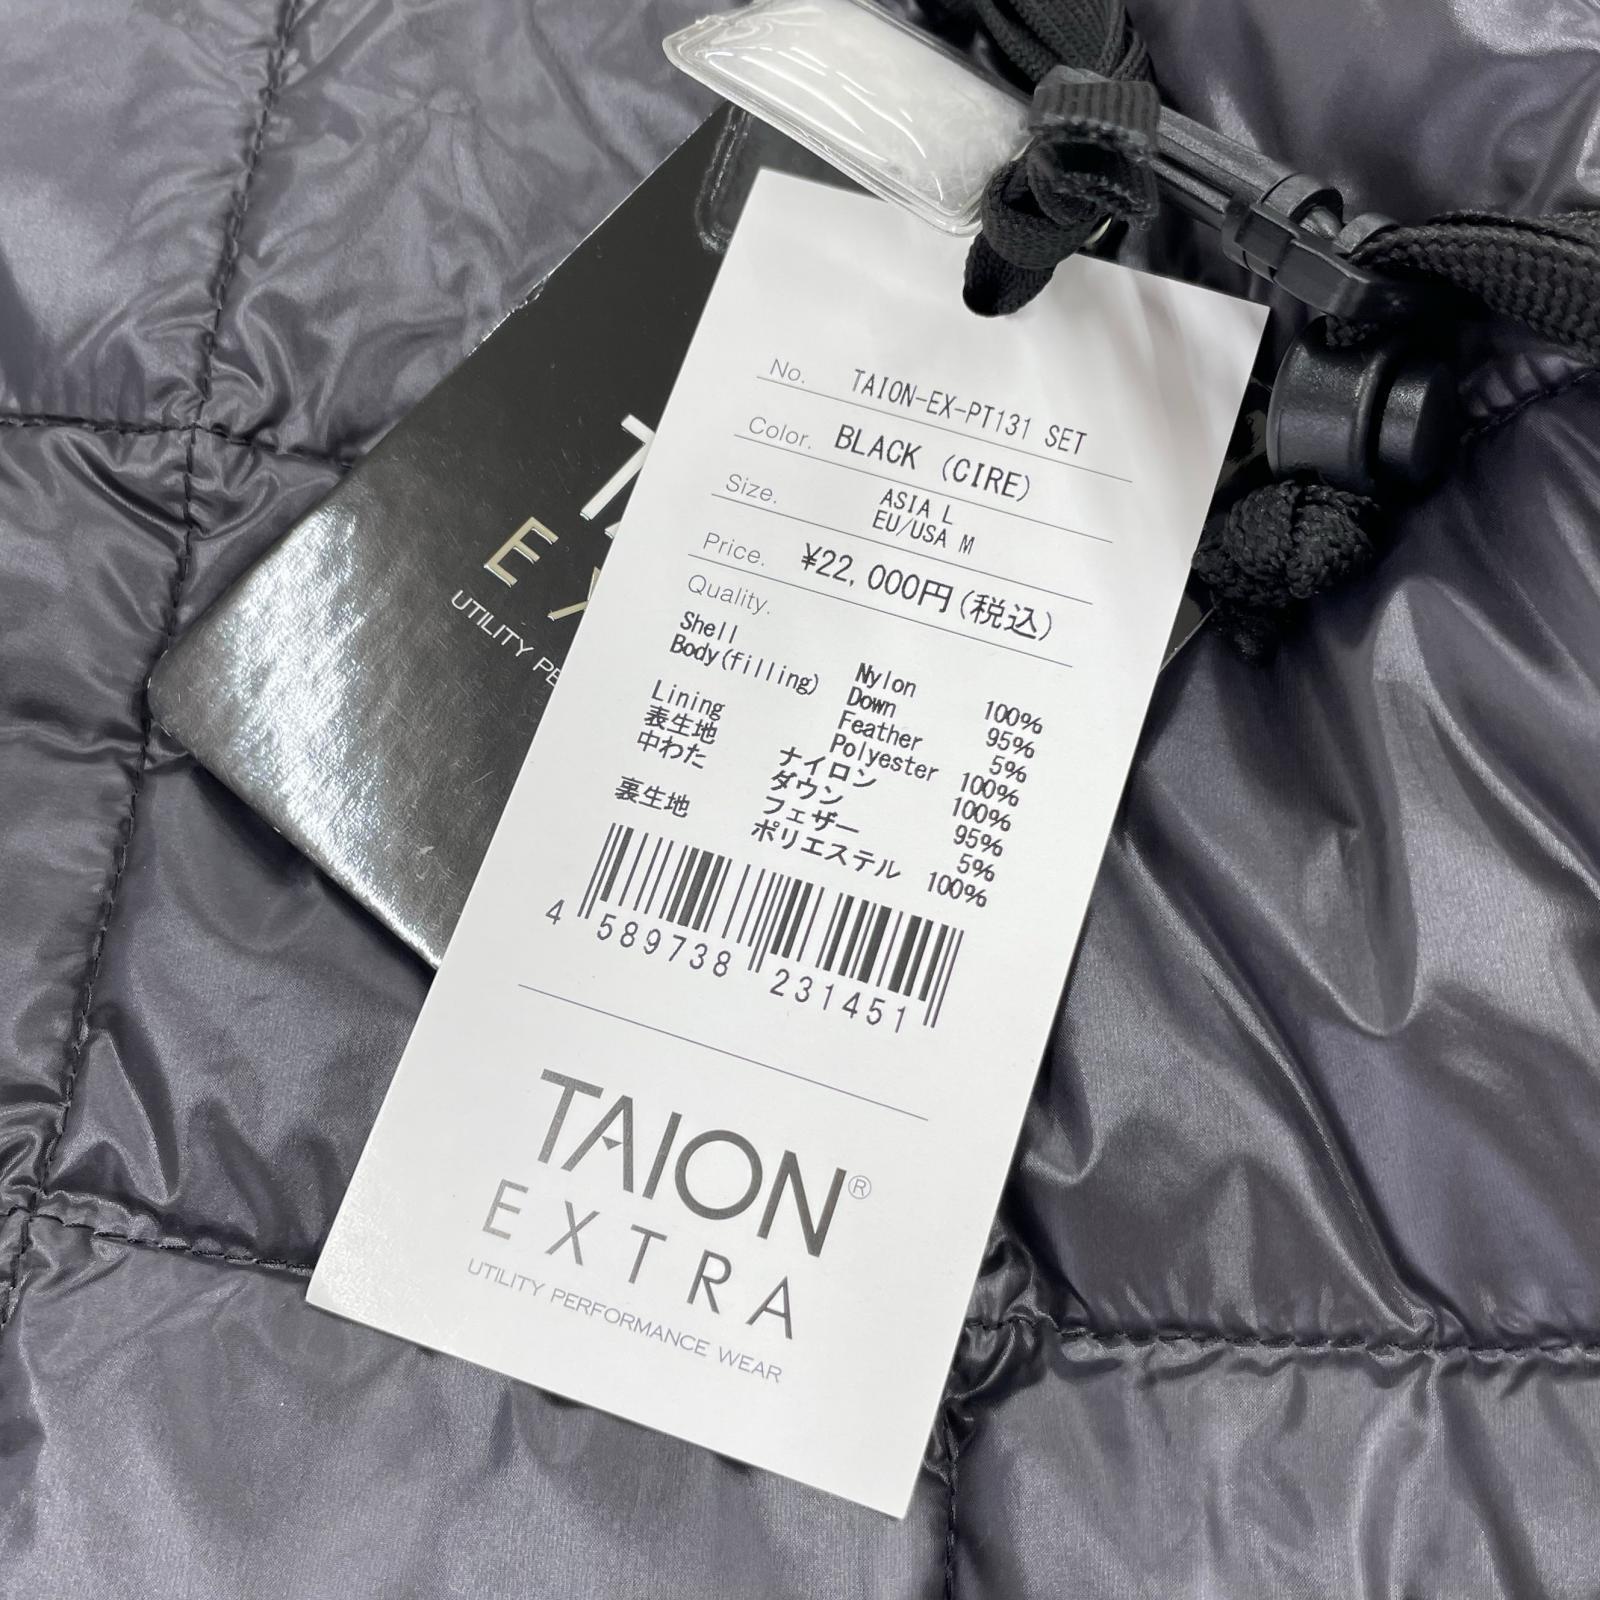 No. TAION-EX-PT131 SET
Color. BLACK (CIRE)
Size. ASIA L
EU/USA M
Price. ¥22,000円(税込)
Quality.
Shell Nylon 100%
Body(filling) Down 95%
Feather 5%
Lining Polyester 100%
表生地 ナイロン 100%
中わた ダウン 95%
フェザー 5%
裏生地 ポリエステル 100%
4 589738 231451
TAION®
EXTRA
UTILITY PERFORMANCE WEAR
UTILITY